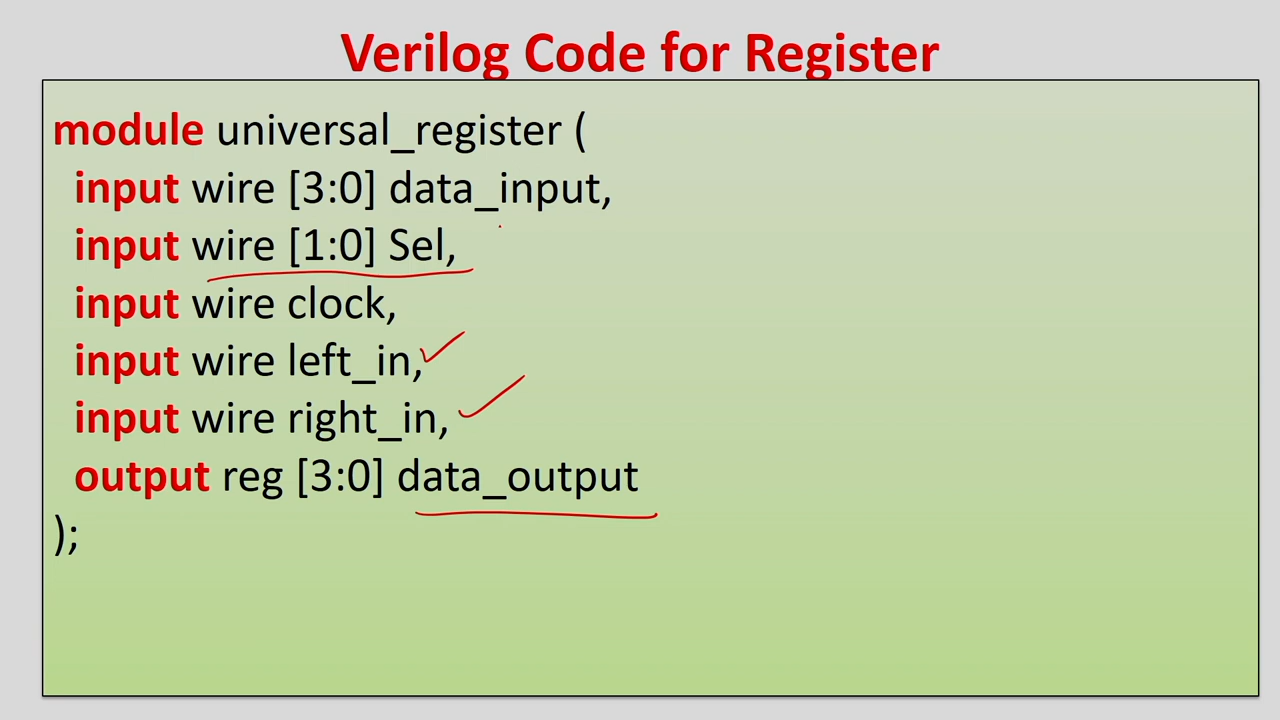 Verilog Code for Register
module universal_register (
input wire [3:0] data_input,
input wire [1:0] Sel,
input wire clock,
input wire left_in,
input wire right_in,
output reg [3:0] data_output
);